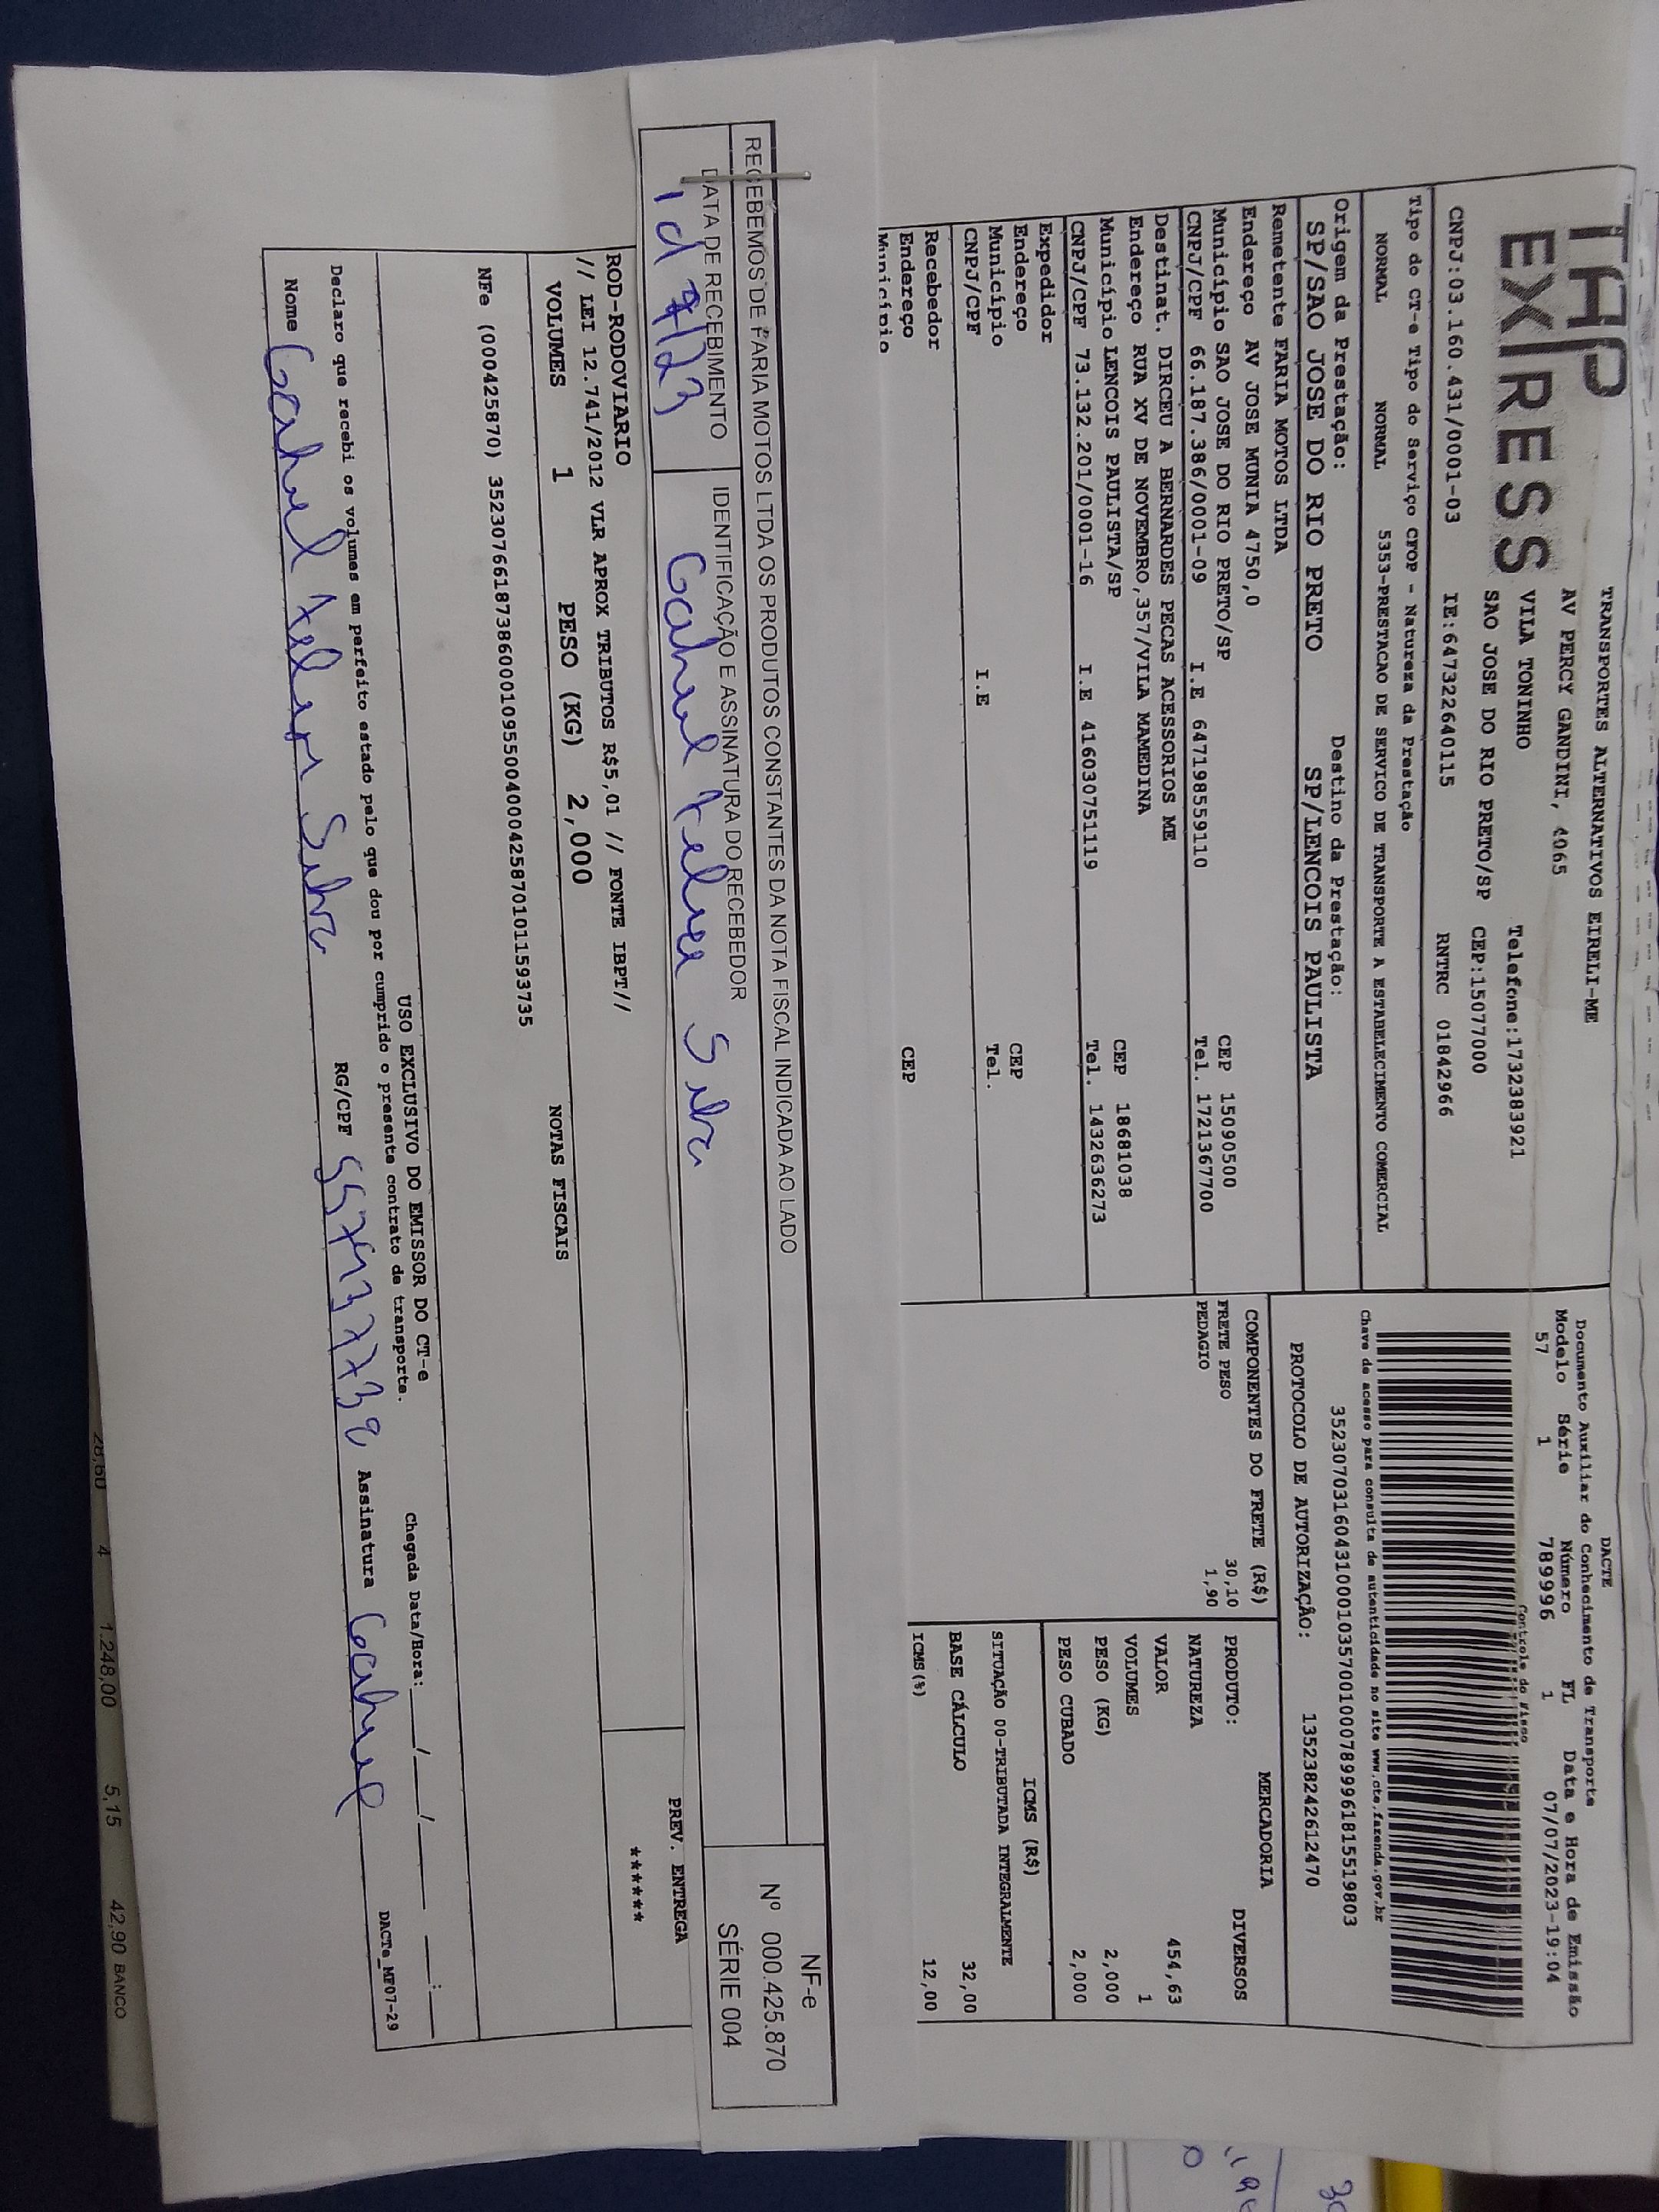 TAP
EXPRESS
TRANSPORTES ALTERNATIVOS EIRELI-ME
AV PERCY GANDINI, 4065
VILA TONINHO
Telefone:1732383921
SAO JOSE DO RIO PRETO/SP CEP:15077000
CNPJ:03.160.431/0001-03 IE:647322640115 RNTRC 01842966
DACTE
Documento Auxiliar do Conhecimento de Transporte
Modelo Série Número FL Data e Hora de Emissão
57 1 789996 1 07/07/2023-19:04
Controle do Fisco
Chave de acesso para consulta de autenticidade no site www.cte.fazenda.gov.br
35230703160431000103570010007899961815519803
PROTOCOLO DE AUTORIZAÇÃO: 135238242612470
Tipo do CT-e Tipo do Serviço CFOP - Natureza da Prestação
NORMAL NORMAL 5353-PRESTACAO DE SERVICO DE TRANSPORTE A ESTABELECIMENTO COMERCIAL
Origem da Prestação: Destino da Prestação:
SP/SAO JOSE DO RIO PRETO SP/LENCOIS PAULISTA
Remetente FARIA MOTOS LTDA
Endereço AV JOSE MUNIA 4750,0
Município SAO JOSE DO RIO PRETO/SP CEP 15090500
CNPJ/CPF 66.187.386/0001-09 I.E 647198559110 Tel. 1721367700
Destinat. DIRCEU A BERNARDES PECAS ACESSORIOS ME
Endereço RUA XV DE NOVEMBRO,357/VILA MAMEDINA
Município LENCOIS PAULISTA/SP CEP 18681038
CNPJ/CPF 73.132.201/0001-16 I.E 416030751119 Tel. 1432636273
Expedidor
Endereço CEP
Município Tel.
CNPJ/CPF I.E
Recebedor
Endereço CEP
Município
COMPONENTES DO FRETE (R$)
FRETE PESO 30,10
PEDAGIO 1,90
MERCADORIA
PRODUTO: DIVERSOS
NATUREZA
VALOR 454,63
VOLUMES 1
PESO (KG) 2,000
PESO CUBADO 2,000
ICMS (R$)
SITUAÇÃO 00-TRIBUTADA INTEGRALMENTE
BASE CÁLCULO 32,00
ICMS(%) 12,00
RECEBEMOS DE FARIA MOTOS LTDA OS PRODUTOS CONSTANTES DA NOTA FISCAL INDICADA AO LADO
DATA DE RECEBIMENTO IDENTIFICAÇÃO E ASSINATURA DO RECEBEDOR
Silva
NF-e
Nº 000.425.870
SÉRIE 004
PREV. ENTREGA
******
ROD-RODOVIARIO
// LEI 12.741/2012 VLR APROX TRIBUTOS R$5,01 // FONTE IBPT//
VOLUMES 1 PESO (KG) 2,000 NOTAS FISCAIS
NFe (000425870) 35230766187386000109550040004258701011593735
USO EXCLUSIVO DO EMISSOR DO CT-e
Chegada Data/Hora: ____/____/____ ____:____
Declaro que recebi os volumes em perfeito estado pelo que dou por cumprido o presente contrato de transporte.
Nome Silva RG/CPF Assinatura
DACTe_MF07-29
28,60 4 1.248,00 5,15 42,90 BANCO